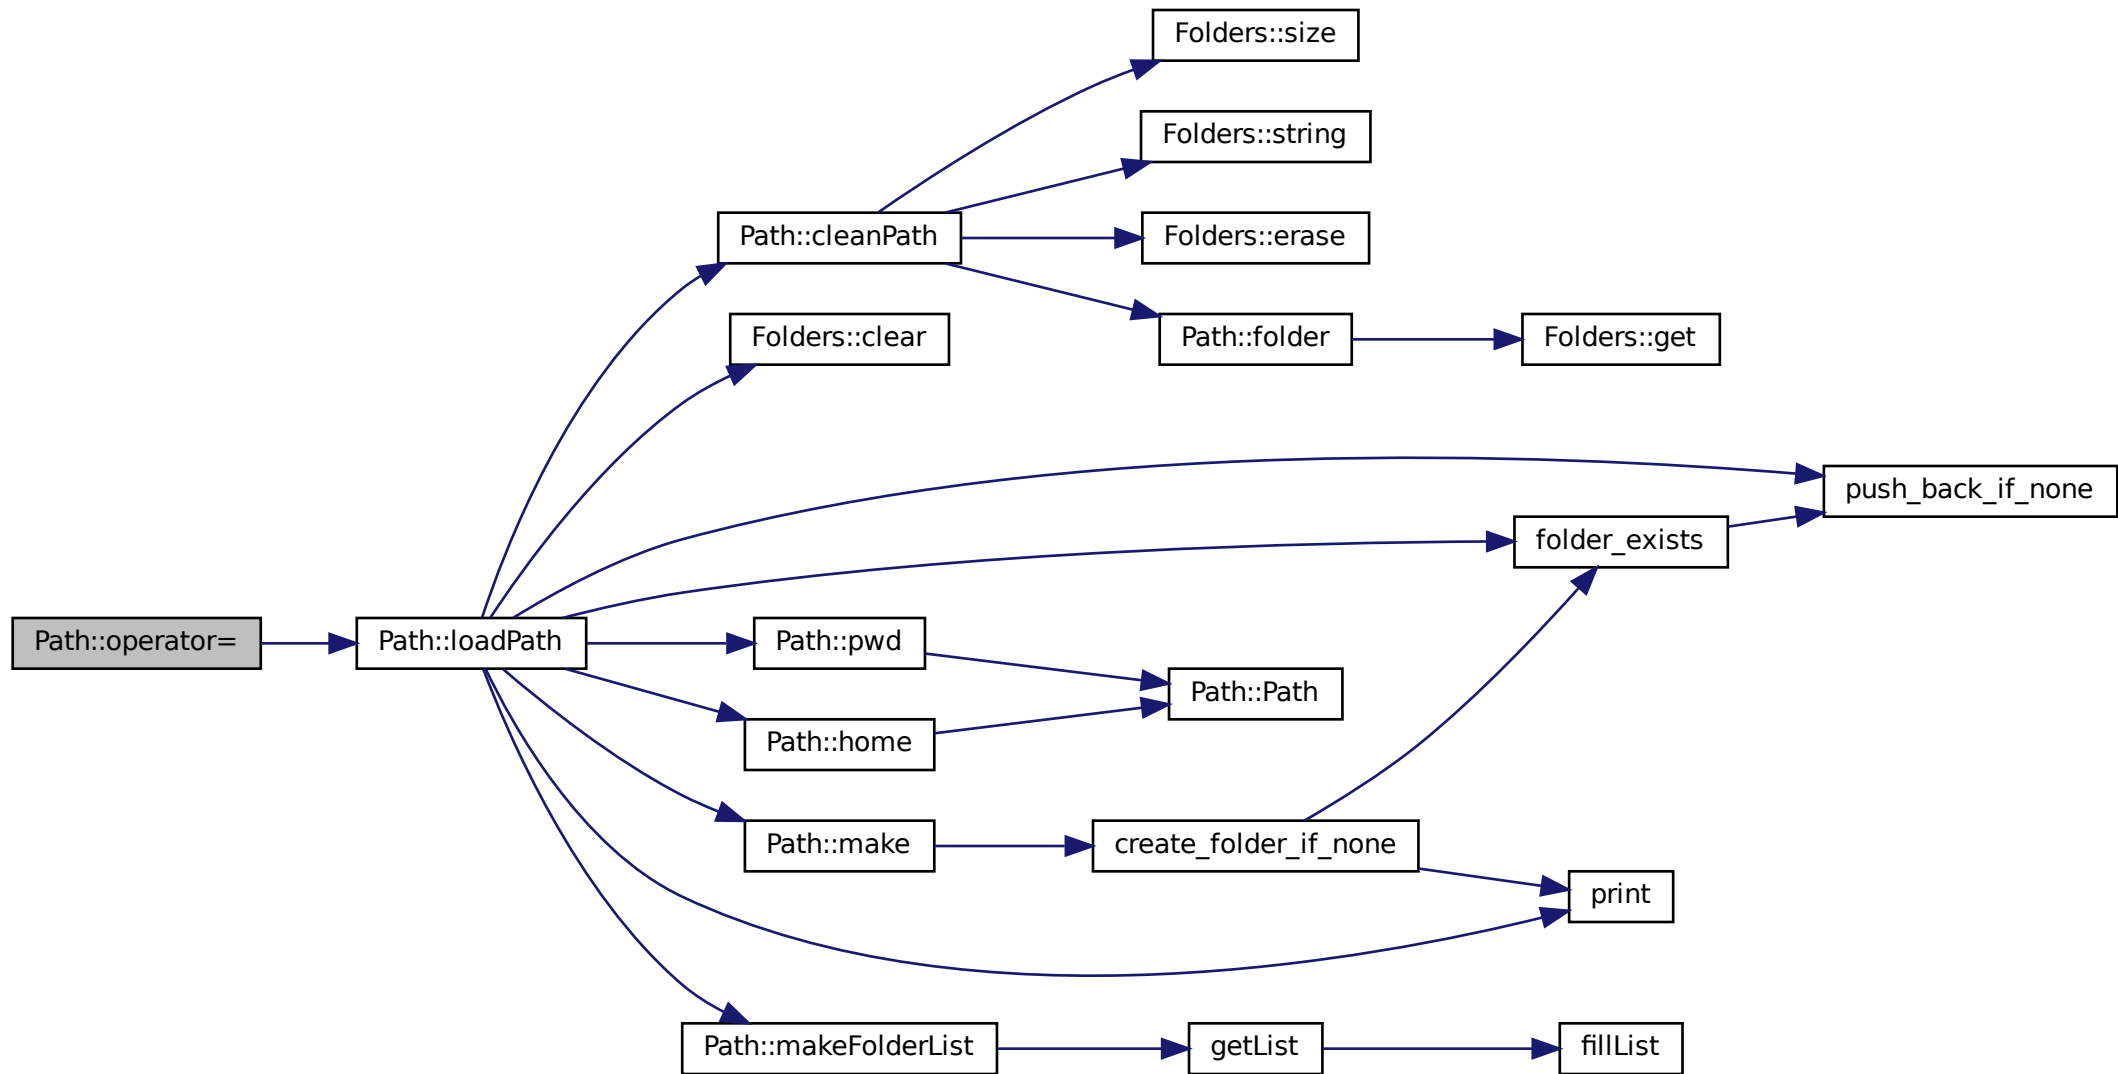 Folders::size
Folders::string
Path::cleanPath
Folders::erase
Folders::clear
Path::folder
Folders::get
push_back_if_none
folder_exists
Path::operator=
Path::loadPath
Path::pwd
Path::Path
Path::home
Path::make
create_folder_if_none
print
Path::makeFolderList
getList
fillList